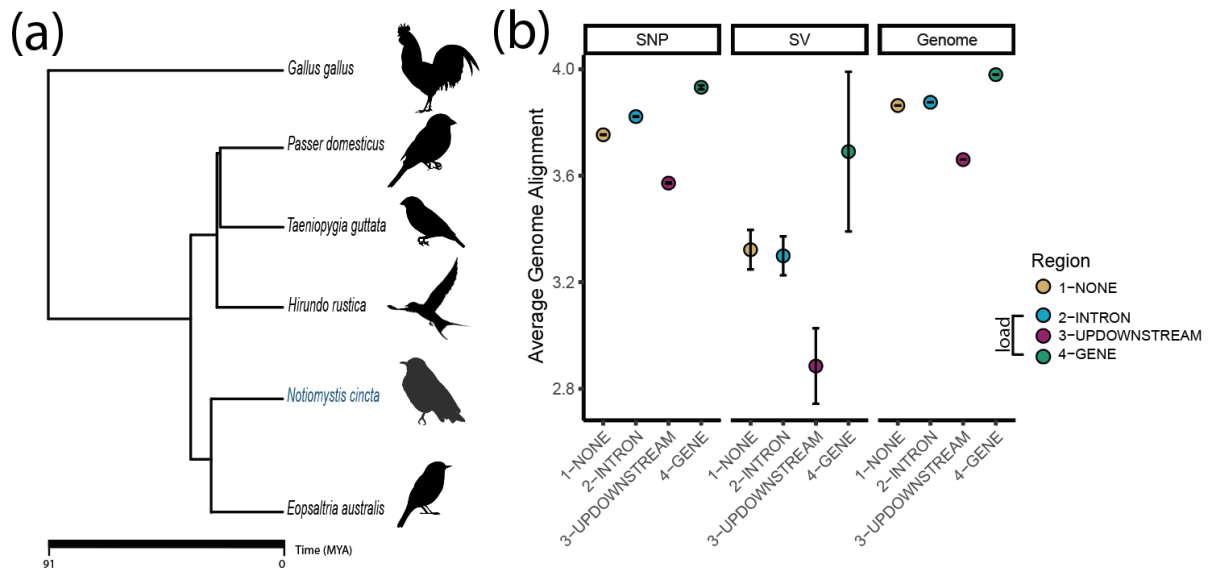 (a)
Gallus gallus
Passer domesticus
Taeniopygia guttata
Hirundo rustica
Notiomystis cincta
Eopsaltria australis
Time (MYA)
91
0
(b)
SNP
SV
Genome
Average Genome Alignment
4.0
3.6
3.2
2.8
1−NONE
2−INTRON
3−UPDOWNSTREAM
4−GENE
1−NONE
2−INTRON
3−UPDOWNSTREAM
4−GENE
1−NONE
2−INTRON
3−UPDOWNSTREAM
4−GENE
Region
1−NONE
2−INTRON
3−UPDOWNSTREAM
4−GENE
load